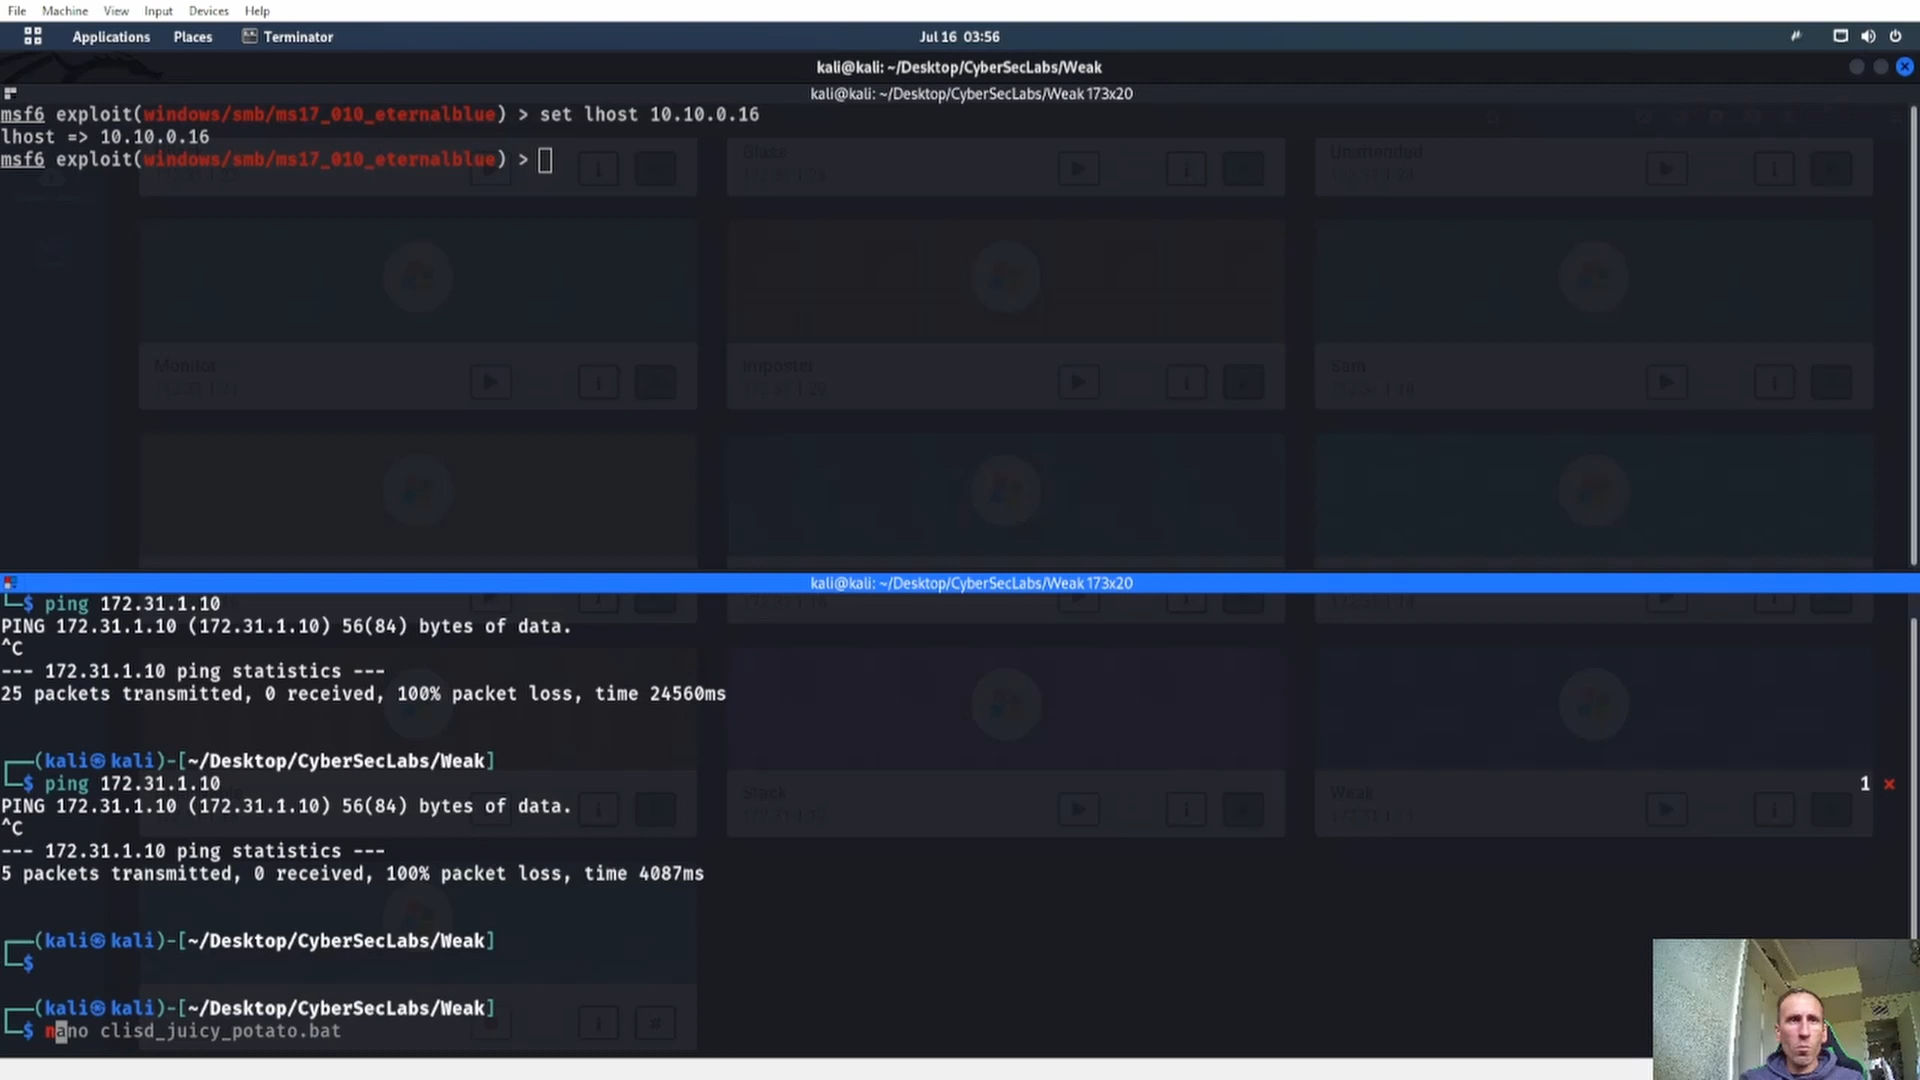 File Machine View Input Devices Help
Applications Places Terminator Jul 16 03:56
kali@kali: ~/Desktop/CyberSecLabs/Weak
kali@kali: ~/Desktop/CyberSecLabs/Weak 173x20
msf6 exploit(windows/smb/ms17_010_eternalblue) > set lhost 10.10.0.16
lhost => 10.10.0.16
msf6 exploit(windows/smb/ms17_010_eternalblue) >
Glass Unattended
Monika Imposter Sam
kali@kali: ~/Desktop/CyberSecLabs/Weak 173x20
└─$ ping 172.31.1.10
PING 172.31.1.10 (172.31.1.10) 56(84) bytes of data.
^C
--- 172.31.1.10 ping statistics ---
25 packets transmitted, 0 received, 100% packet loss, time 24560ms
┌──(kali㉿kali)-[~/Desktop/CyberSecLabs/Weak]
└─$ ping 172.31.1.10 1 ⨯
PING 172.31.1.10 (172.31.1.10) 56(84) bytes of data.
Stack Weak
^C
--- 172.31.1.10 ping statistics ---
5 packets transmitted, 0 received, 100% packet loss, time 4087ms
┌──(kali㉿kali)-[~/Desktop/CyberSecLabs/Weak]
└─$
┌──(kali㉿kali)-[~/Desktop/CyberSecLabs/Weak]
└─$ nano clisd_juicy_potato.bat
#